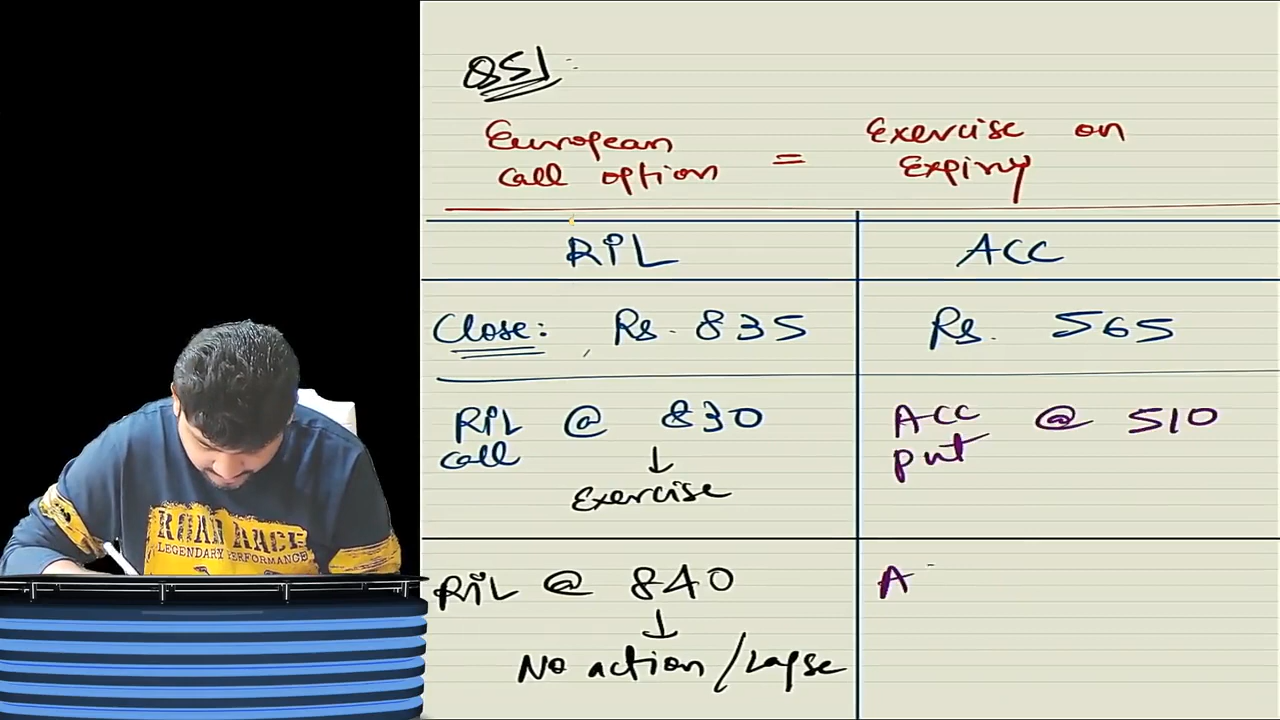 Q51:
European
call option = Exercise on
Expiry
RIL
ACC
Close: Rs. 835
Rs. 565
RIL @ 830
call
↓
Exercise
ACC @ 510
put
RIL @ 840
↓
No action / Lapse
A
ROAD RACE
LEGENDARY PERFORMANCE